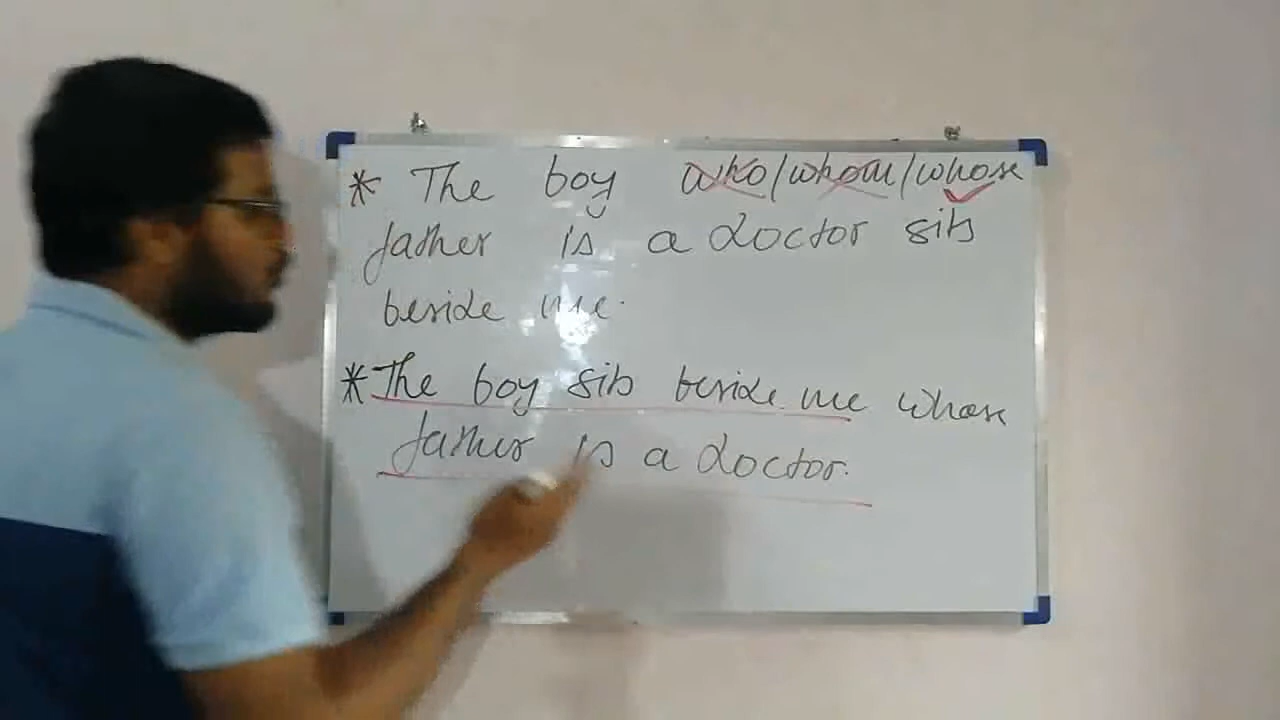 * The boy who/whom/whose
father is a doctor sits
beside me.
* The boy sits beside me whose
father is a doctor.